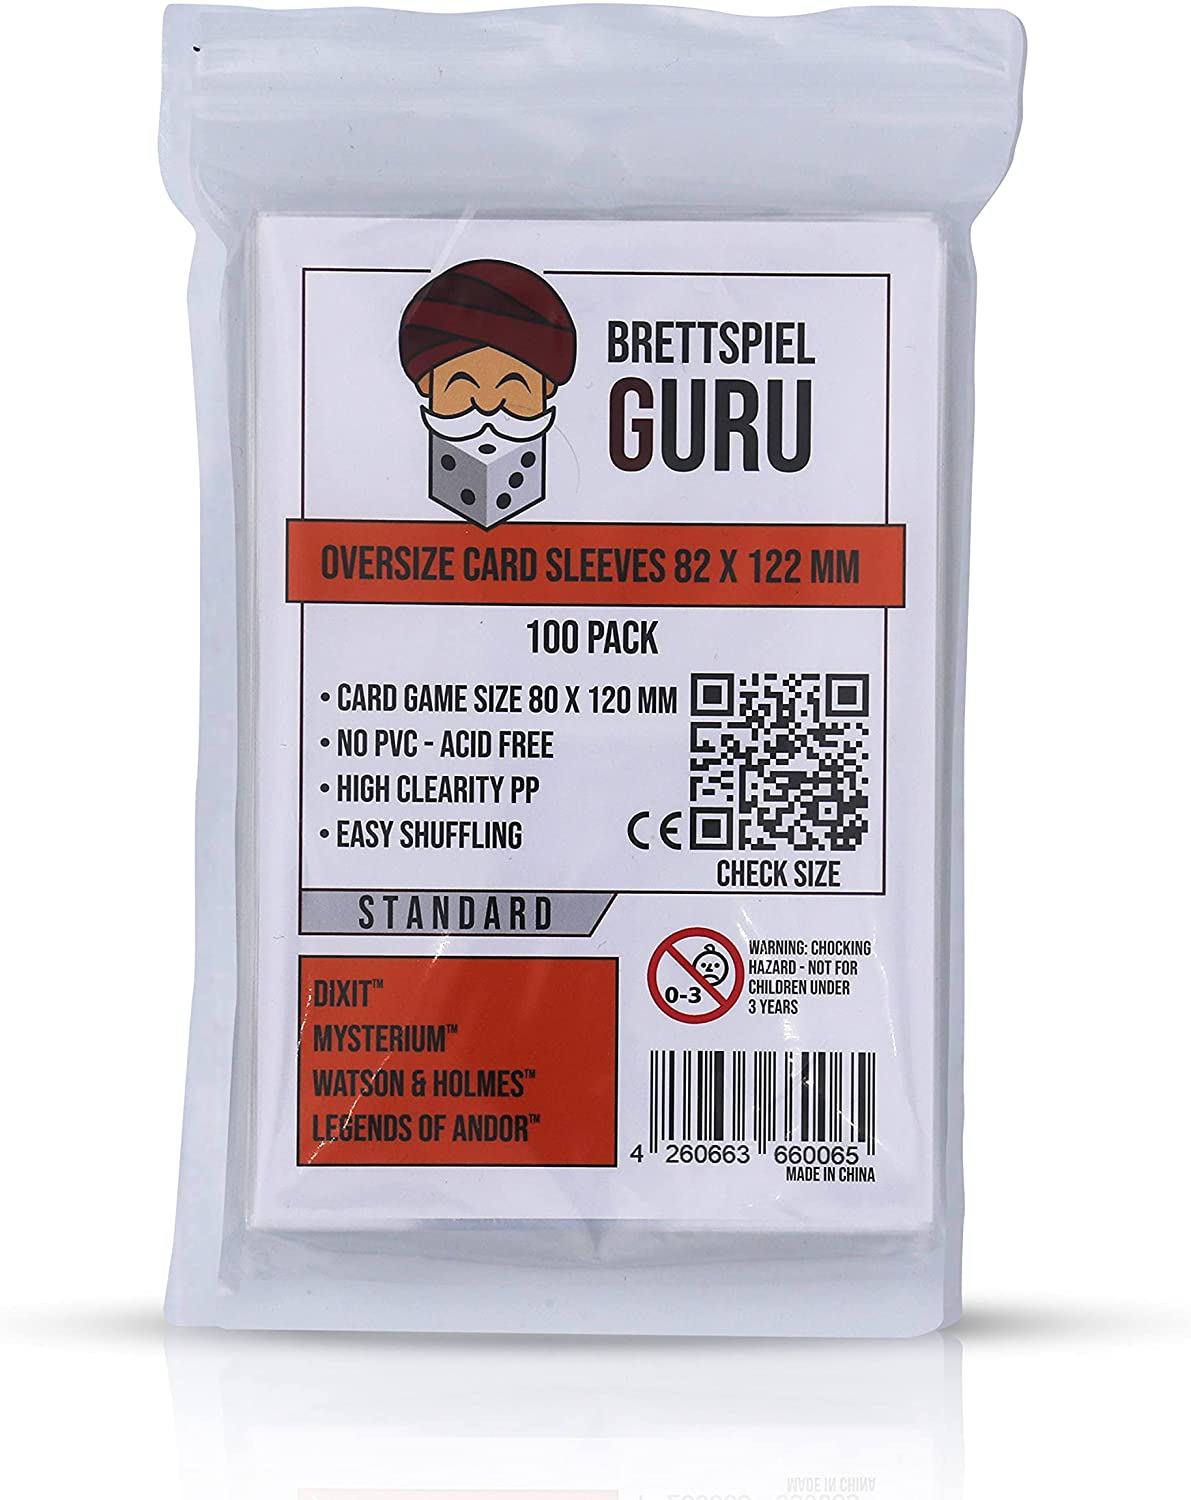 BRETTSPIEL
GURU
OVERSIZE CARD SLEEVES 82 X 122 MM
100 PACK
• CARD GAME SIZE 80 X 120 MM
• NO PVC - ACID FREE
• HIGH CLEARITY PP
• EASY SHUFFLING
CE
CHECK SIZE
STANDARD
DIXIT™
MYSTERIUM™
WATSON & HOLMES™
LEGENDS OF ANDOR™
0-3
WARNING: CHOCKING
HAZARD - NOT FOR
CHILDREN UNDER
3 YEARS
4 260663 660065
MADE IN CHINA